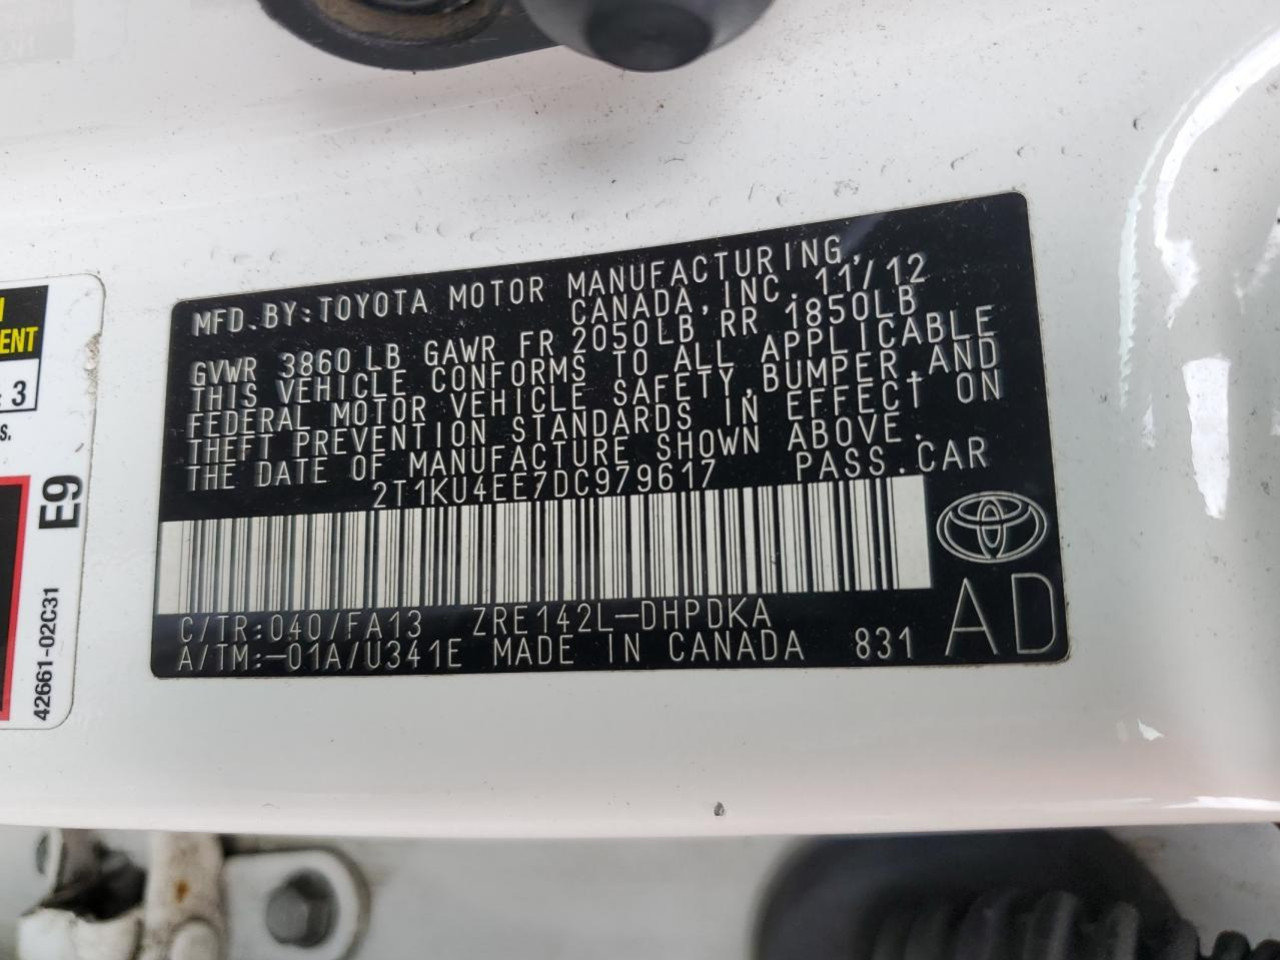 MFD.BY:TOYOTA MOTOR MANUFACTURING,
CANADA,INC. 11/12
GVWR 3860 LB GAWR FR 2050LB RR 1850LB
THIS VEHICLE CONFORMS TO ALL APPLICABLE
FEDERAL MOTOR VEHICLE SAFETY,BUMPER,AND
THEFT PREVENTION STANDARDS IN EFFECT ON
THE DATE OF MANUFACTURE SHOWN ABOVE.
2T1KU4EE7DC979617 PASS.CAR
C/TR:040/FA13 ZRE142L-DHPDKA
A/TM:-01A/U341E MADE IN CANADA 831
AD
3
E9
42661-02C31